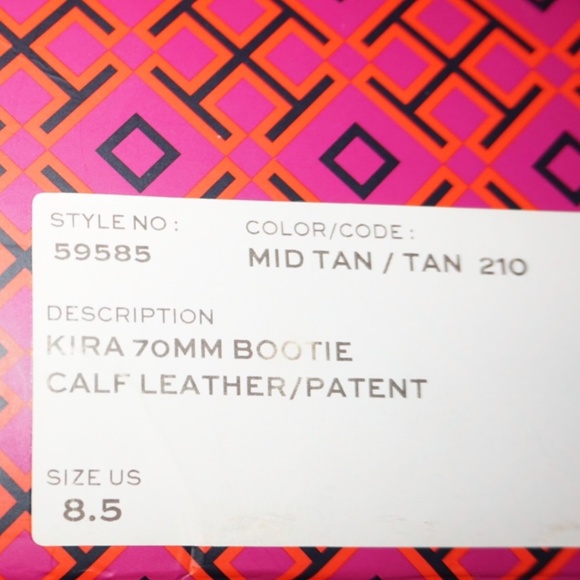 STYLE NO :
59585
COLOR/CODE :
MID TAN / TAN 210
DESCRIPTION
KIRA 70MM BOOTIE
CALF LEATHER/PATENT
SIZE US
8.5